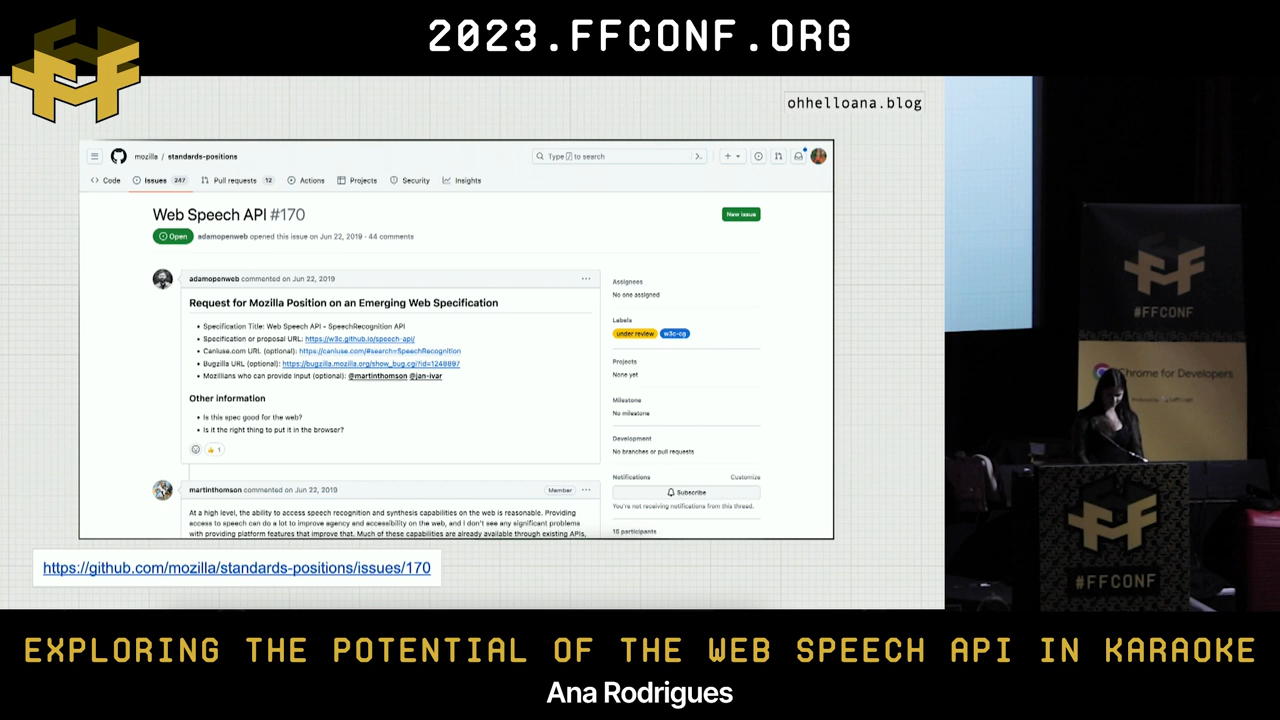 2023.FFCONF.ORG
ohhelloana.blog
mozilla / standards-positions
Type / to search
Code
Issues 247
Pull requests 12
Actions
Projects
Security
Insights
Web Speech API #170
New issue
Open
adamopenweb opened this issue on Jun 22, 2019 · 44 comments
adamopenweb commented on Jun 22, 2019
Request for Mozilla Position on an Emerging Web Specification
• Specification Title: Web Speech API - SpeechRecognition API
• Specification or proposal URL: https://w3c.github.io/speech-api/
• Caniuse.com URL (optional): https://caniuse.com/#search=SpeechRecognition
• Bugzilla URL (optional): https://bugzilla.mozilla.org/show_bug.cgi?id=1248897
• Mozillians who can provide input (optional): @martinthomson @jan-ivar
Other information
• Is this spec good for the web?
• Is it the right thing to put it in the browser?
1
martinthomson commented on Jun 22, 2019
Member
At a high level, the ability to access speech recognition and synthesis capabilities on the web is reasonable. Providing
access to speech can do a lot to improve agency and accessibility on the web, and I don't see any significant problems
with providing platform features that improve that. Much of these capabilities are already available through existing APIs,
Assignees
No one assigned
Labels
under review
w3c-cg
Projects
None yet
Milestone
No milestone
Development
No branches or pull requests
Notifications
Customize
Subscribe
You're not receiving notifications from this thread.
15 participants
https://github.com/mozilla/standards-positions/issues/170
#FFCONF
Chrome for Developers
#FFCONF
EXPLORING THE POTENTIAL OF THE WEB SPEECH API IN KARAOKE
Ana Rodrigues